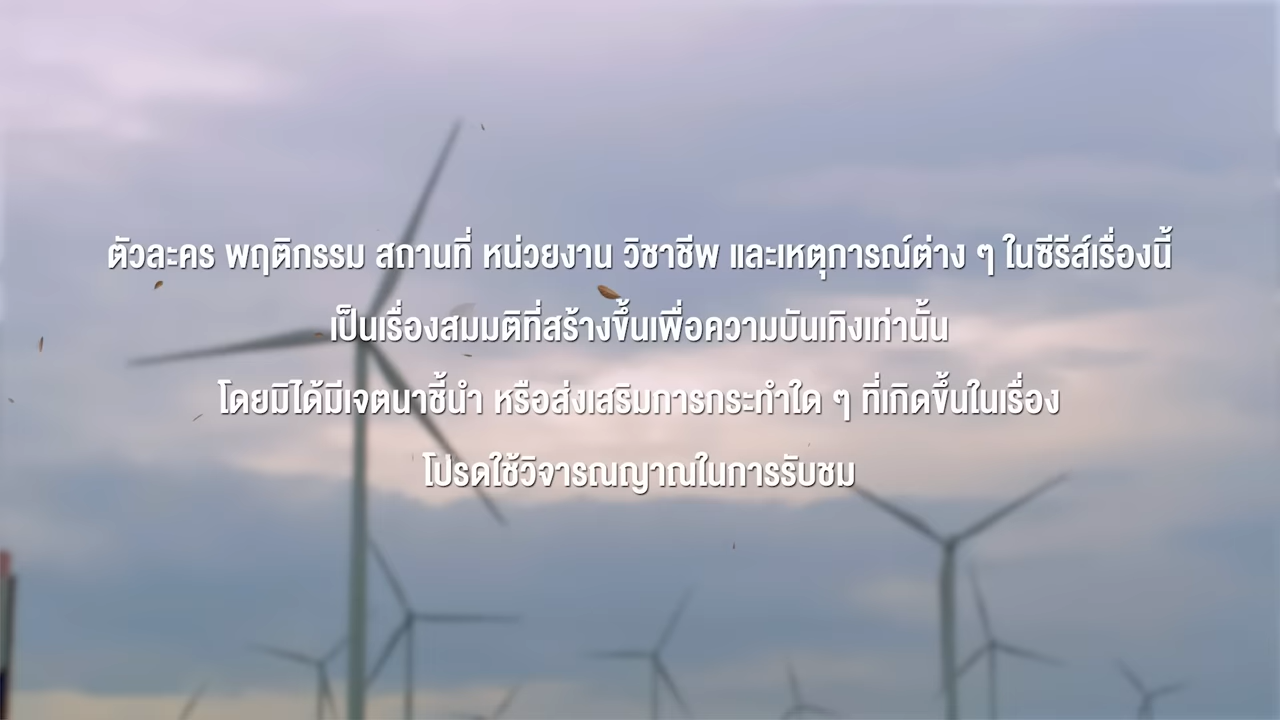 ตัวละคร พฤติกรรม สถานที่ หน่วยงาน วิชาชีพ และเหตุการณ์ต่าง ๆ ในซีรีส์เรื่องนี้
เป็นเรื่องสมมติที่สร้างขึ้นเพื่อความบันเทิงเท่านั้น
โดยมิได้มีเจตนาชี้นำ หรือส่งเสริมการกระทำใด ๆ ที่เกิดขึ้นในเรื่อง
โปรดใช้วิจารณญาณในการรับชม